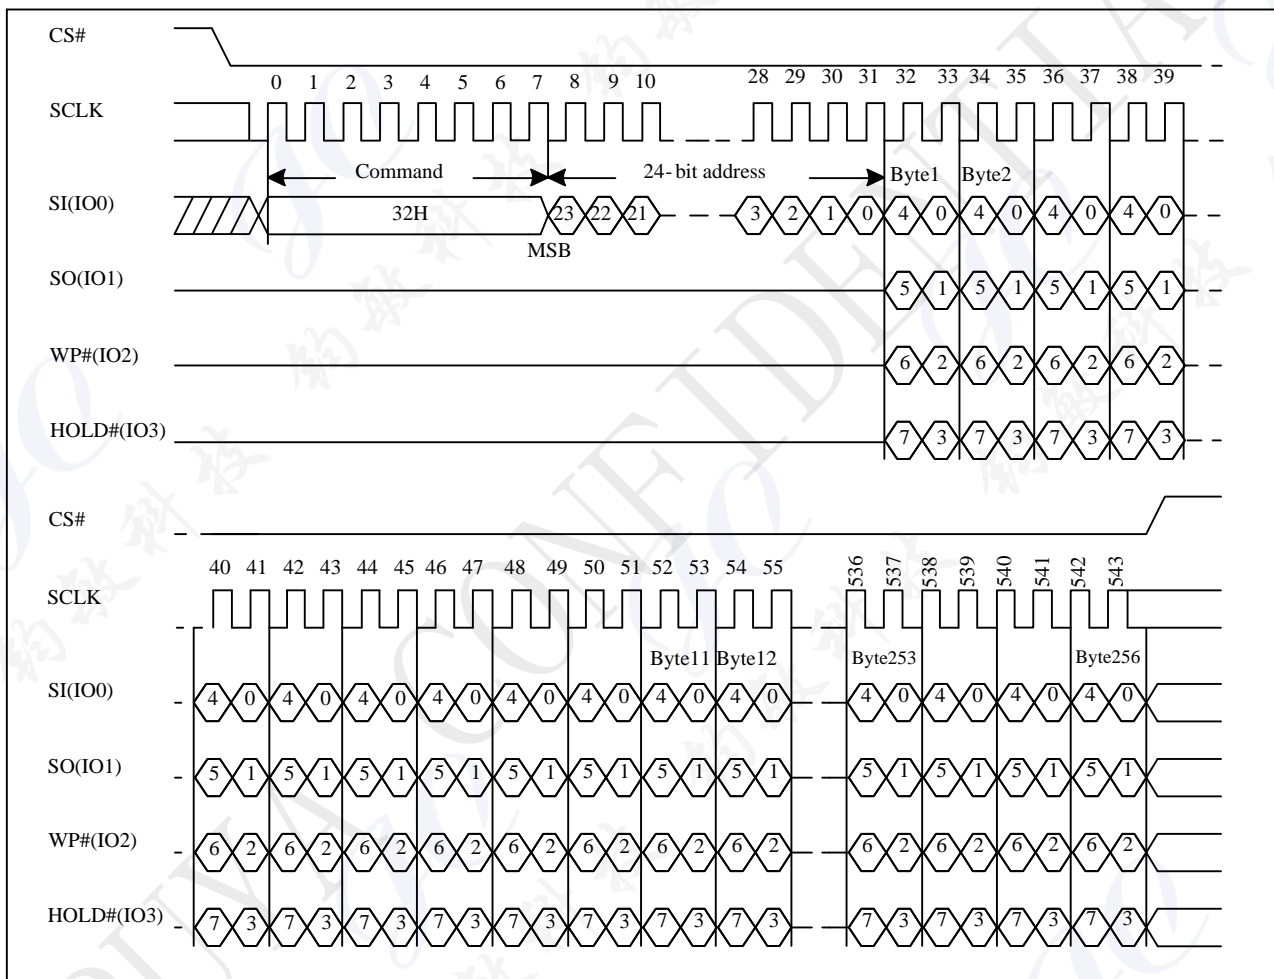 CS#
0 1 2 3 4 5 6 7 8 9 10 28 29 30 31 32 33 34 35 36 37 38 39
SCLK
Command 24-bit address Byte1 Byte2
SI(IO0) 32H 23 22 21 3 2 1 0 4 0 4 0 4 0 4 0
MSB
SO(IO1) 5 1 5 1 5 1 5 1
WP#(IO2) 6 2 6 2 6 2 6 2
HOLD#(IO3) 7 3 7 3 7 3 7 3
CS#
40 41 42 43 44 45 46 47 48 49 50 51 52 53 54 55 536 537 538 539 540 541 542 543
SCLK
Byte11 Byte12 Byte253 Byte256
SI(IO0) 4 0 4 0 4 0 4 0 4 0 4 0 4 0 4 0 4 0 4 0 4 0 4 0
SO(IO1) 5 1 5 1 5 1 5 1 5 1 5 1 5 1 5 1 5 1 5 1 5 1 5 1
WP#(IO2) 6 2 6 2 6 2 6 2 6 2 6 2 6 2 6 2 6 2 6 2 6 2 6 2
HOLD#(IO3) 7 3 7 3 7 3 7 3 7 3 7 3 7 3 7 3 7 3 7 3 7 3 7 3